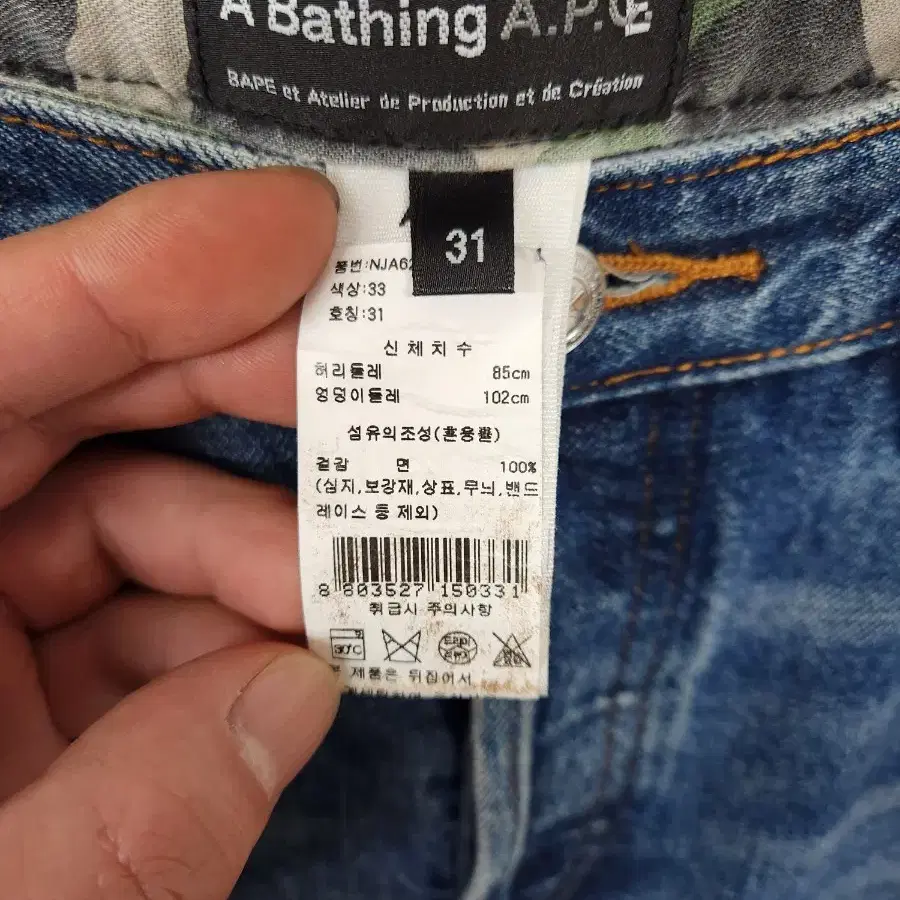 A Bathing A.P.C E
BAPE et Atelier de Production et de Création
31
품번:NJA62
색상:33
호칭:31
신체치수
허리둘레 85cm
엉덩이둘레 102cm
섬유의조성(혼용률)
겉감 면 100%
(심지,보강재,상표,무늬,밴드
레이스 등 제외)
8 803527 150331
취급시 주의사항
30°C
제품은 뒤집어서